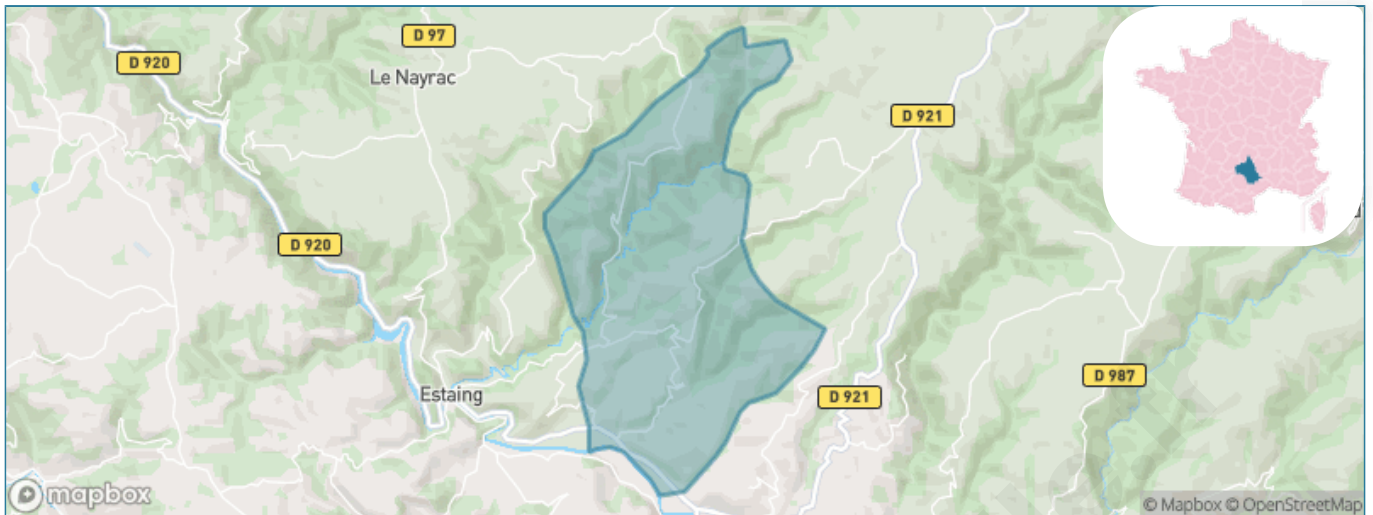 D 97
D 920
Le Nayrac
D 921
D 920
D 987
Estaing
D 921
mapbox
© Mapbox © OpenStreetMap